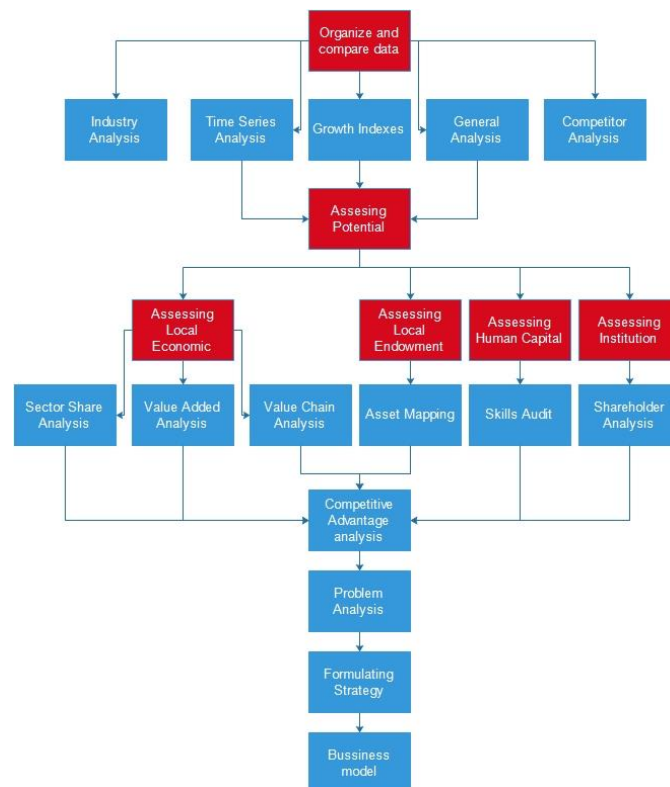 Organize and
compare data
Industry
Analysis
Time Series
Analysis
Growth Indexes
General
Analysis
Competitor
Analysis
Assesing
Potential
Assessing
Local
Economic
Assessing
Local
Endowment
Assessing
Human Capital
Assessing
Institution
Sector Share
Analysis
Value Added
Analysis
Value Chain
Analysis
Asset Mapping
Skills Audit
Shareholder
Analysis
Competitive
Advantage
analysis
Problem
Analysis
Formulating
Strategy
Bussiness
model